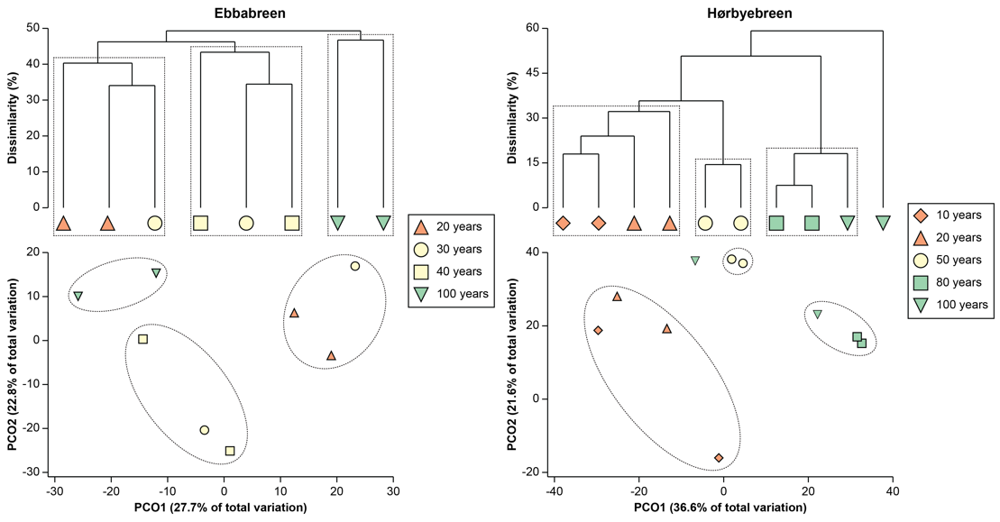 Ebbabreen
Dissimilarity (%)
50
40
30
20
10
0
20 years
30 years
40 years
100 years
PCO2 (22.8% of total variation)
20
10
0
-10
-20
-30
-30
-20
-10
0
10
20
30
PCO1 (27.7% of total variation)
Hørbyebreen
Dissimilarity (%)
60
45
30
15
0
10 years
20 years
50 years
80 years
100 years
PCO2 (21.6% of total variation)
40
20
0
-20
-40
-20
0
20
40
PCO1 (36.6% of total variation)